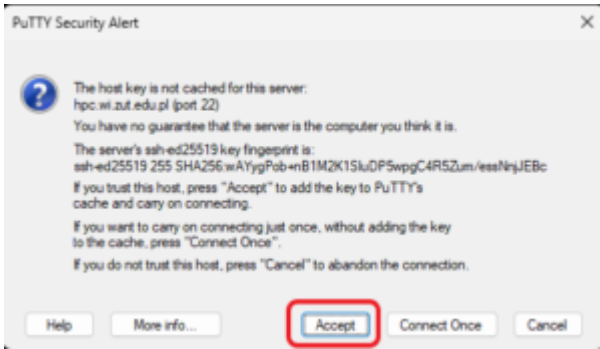 PuTTY Security Alert
The host key is not cached for this server:
hpc.wi.zut.edu.pl (port 22)
You have no guarantee that the server is the computer you think it is.
The server's ssh-ed25519 key fingerprint is:
ssh-ed25519 255 SHA256:wAYygPob+nB1M2K1SluDP5wpgC4R5Zum/essNnjJEBc
If you trust this host, press "Accept" to add the key to PuTTY's
cache and carry on connecting.
If you want to carry on connecting just once, without adding the key
to the cache, press "Connect Once".
If you do not trust this host, press "Cancel" to abandon the connection.
Help More info... Accept Connect Once Cancel